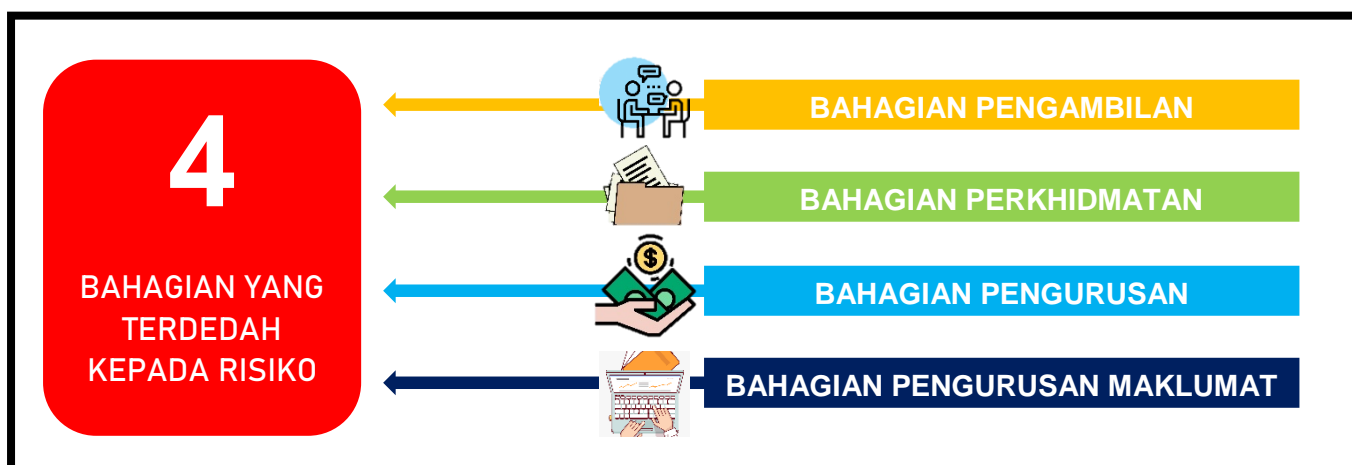 4
BAHAGIAN YANG
TERDEDAH
KEPADA RISIKO
BAHAGIAN PENGAMBILAN
BAHAGIAN PERKHIDMATAN
BAHAGIAN PENGURUSAN
BAHAGIAN PENGURUSAN MAKLUMAT